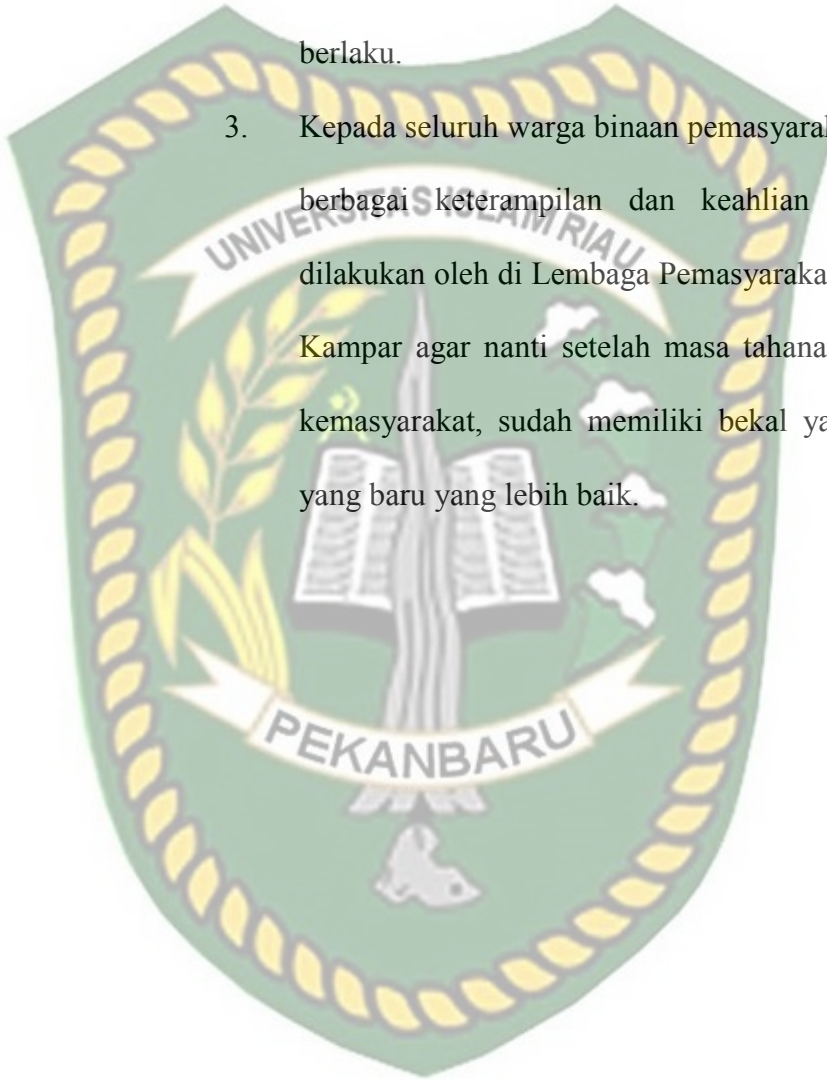 berlaku.
3. Kepada seluruh warga binaan pemasyarak
berbagai keterampilan dan keahlian
UNIVERSITAS ISLAM RIAU
dilakukan oleh di Lembaga Pemasyaraka
Kampar agar nanti setelah masa tahana
kemasyarakat, sudah memiliki bekal ya
yang baru yang lebih baik.
PEKANBARU